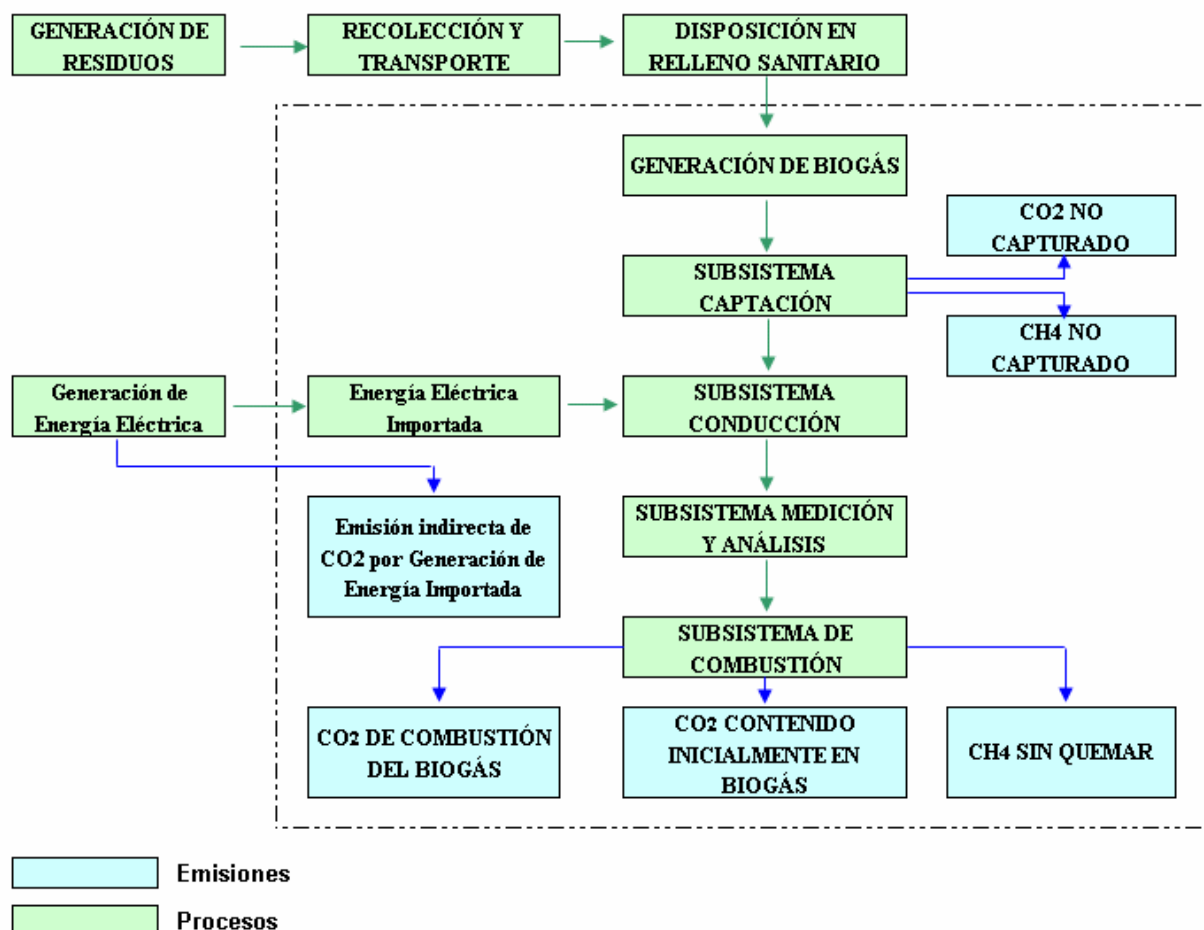 GENERACIÓN DE
RESIDUOS
RECOLECCIÓN Y
TRANSPORTE
DISPOSICIÓN EN
RELLENO SANITARIO
GENERACIÓN DE BIOGÁS
CO2 NO
CAPTURADO
SUBSISTEMA
CAPTACIÓN
CH4 NO
CAPTURADO
Generación de
Energía Eléctrica
Energía Eléctrica
Importada
SUBSISTEMA
CONDUCCIÓN
Emisión indirecta de
CO2 por Generación de
Energía Importada
SUBSISTEMA MEDICIÓN
Y ANÁLISIS
SUBSISTEMA DE
COMBUSTIÓN
CO2 DE COMBUSTIÓN
DEL BIOGÁS
CO2 CONTENIDO
INICIALMENTE EN
BIOGÁS
CH4 SIN QUEMAR
Emisiones
Procesos